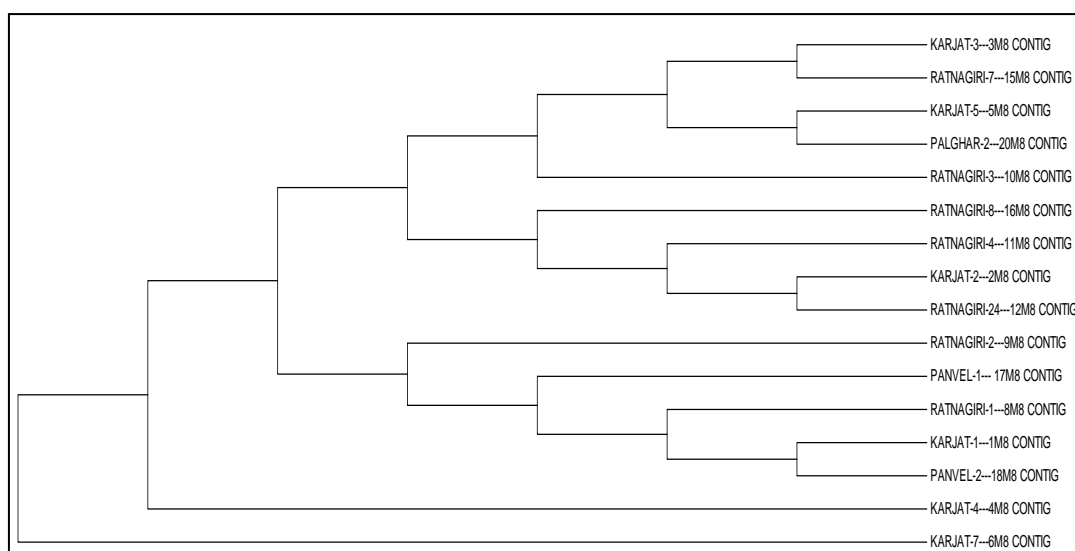 KARJAT-3---3M8 CONTIG
RATNAGIRI-7---15M8 CONTIG
KARJAT-5---5M8 CONTIG
PALGHAR-2---20M8 CONTIG
RATNAGIRI-3---10M8 CONTIG
RATNAGIRI-8---16M8 CONTIG
RATNAGIRI-4---11M8 CONTIG
KARJAT-2---2M8 CONTIG
RATNAGIRI-24---12M8 CONTIG
RATNAGIRI-2---9M8 CONTIG
PANVEL-1--- 17M8 CONTIG
RATNAGIRI-1---8M8 CONTIG
KARJAT-1---1M8 CONTIG
PANVEL-2---18M8 CONTIG
KARJAT-4---4M8 CONTIG
KARJAT-7---6M8 CONTIG